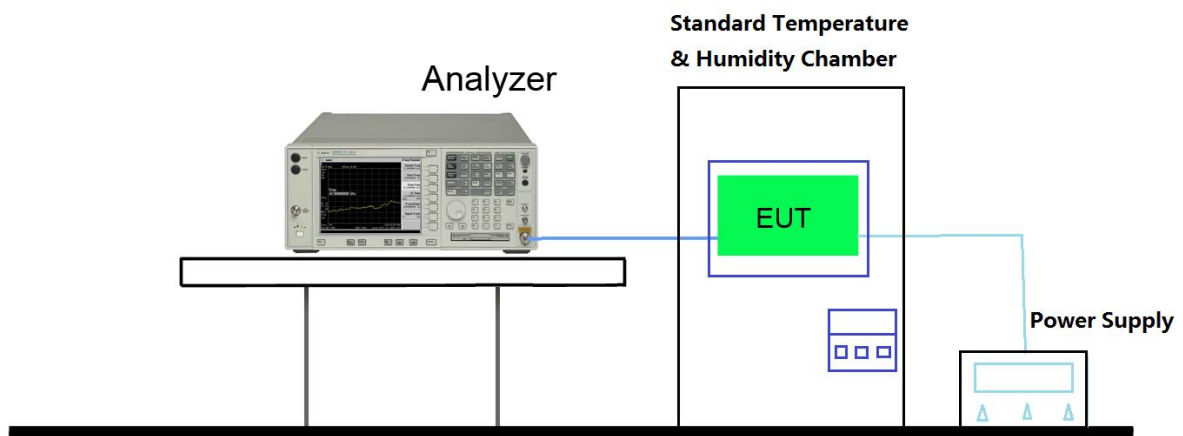 Standard Temperature
& Humidity Chamber
Analyzer
EUT
Power Supply